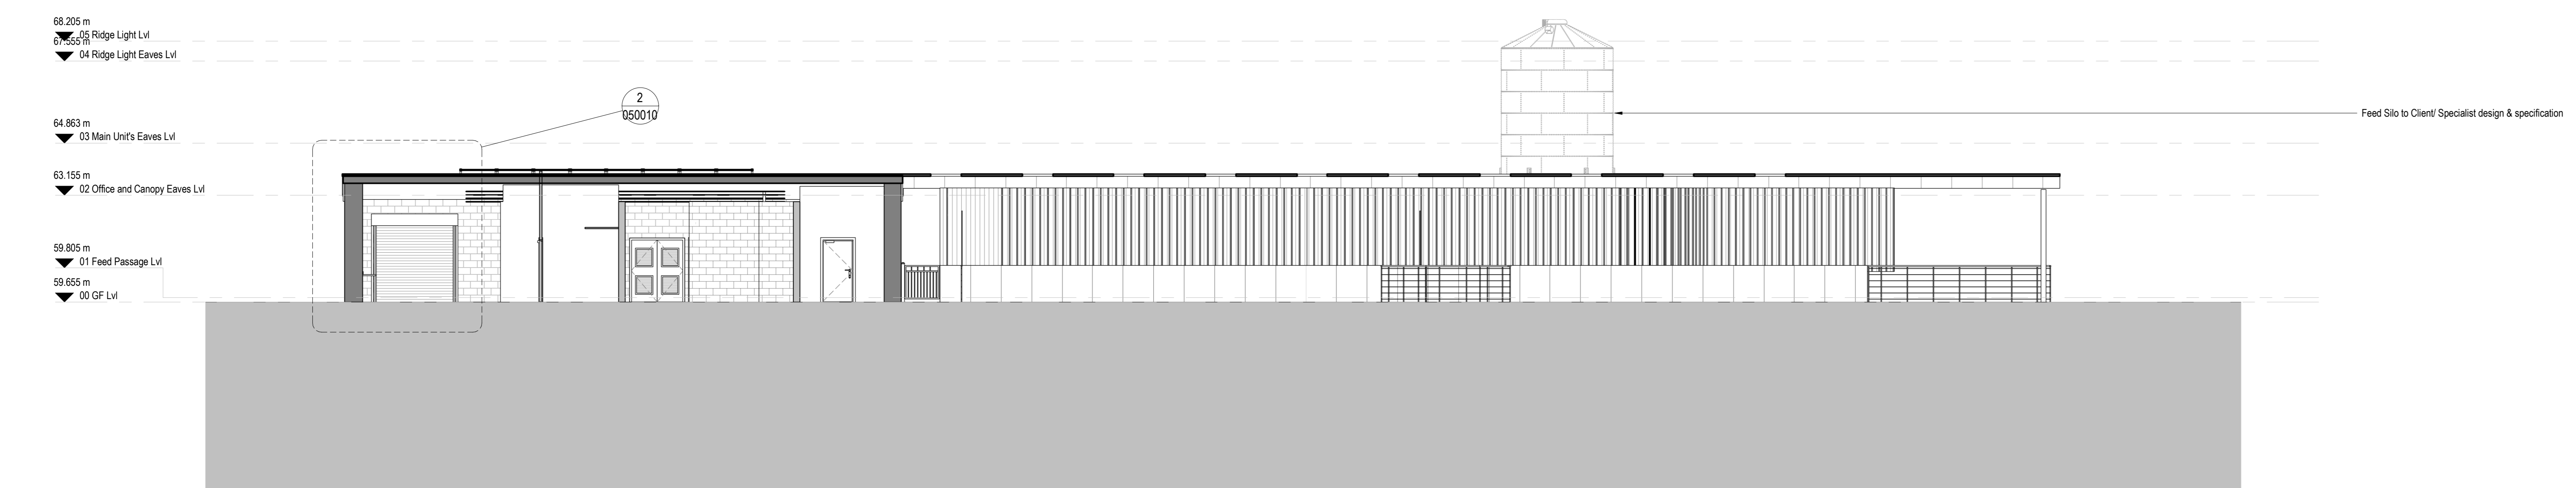 68.205 m
05 Ridge Light Lvl
67.555 m
04 Ridge Light Eaves Lvl
2
050010
64.863 m
03 Main Unit's Eaves Lvl
Feed Silo to Client/ Specialist design & specification
63.155 m
02 Office and Canopy Eaves Lvl
59.805 m
01 Feed Passage Lvl
59.655 m
00 GF Lvl